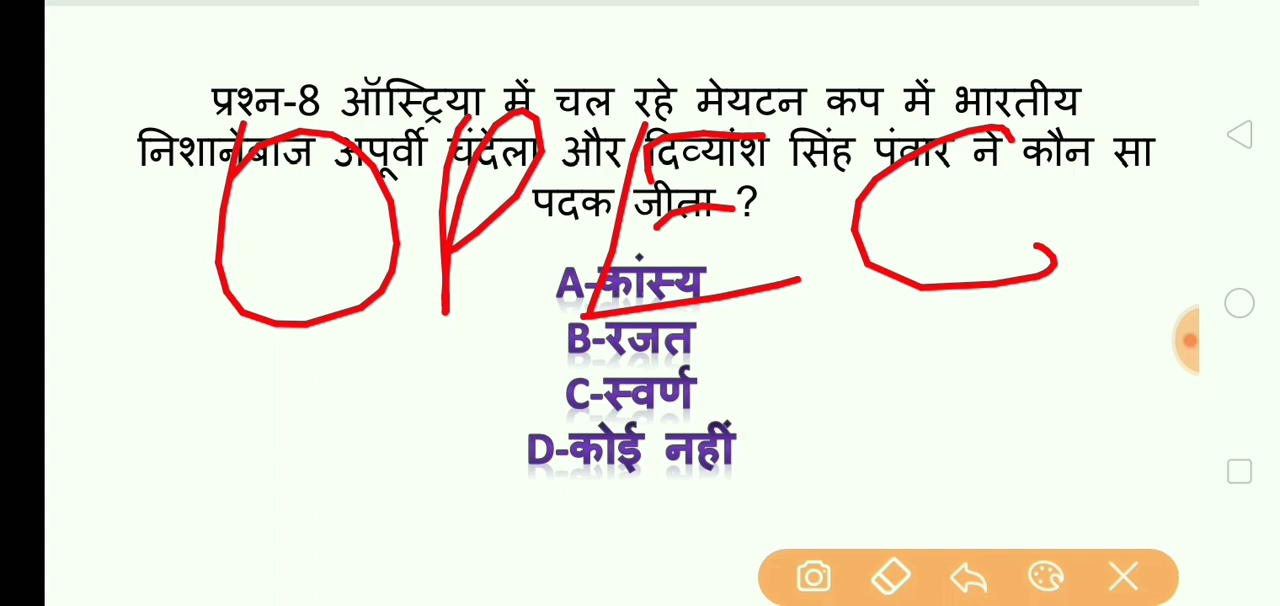 प्रश्न-8 ऑस्ट्रिया में चल रहे मेयटन कप में भारतीय
निशानेबाज अपूर्वी चंदेला और दिव्यांश सिंह पंवार ने कौन सा
पदक जीता ?
OPEC
A-कांस्य
B-रजत
C-स्वर्ण
D-कोई नहीं